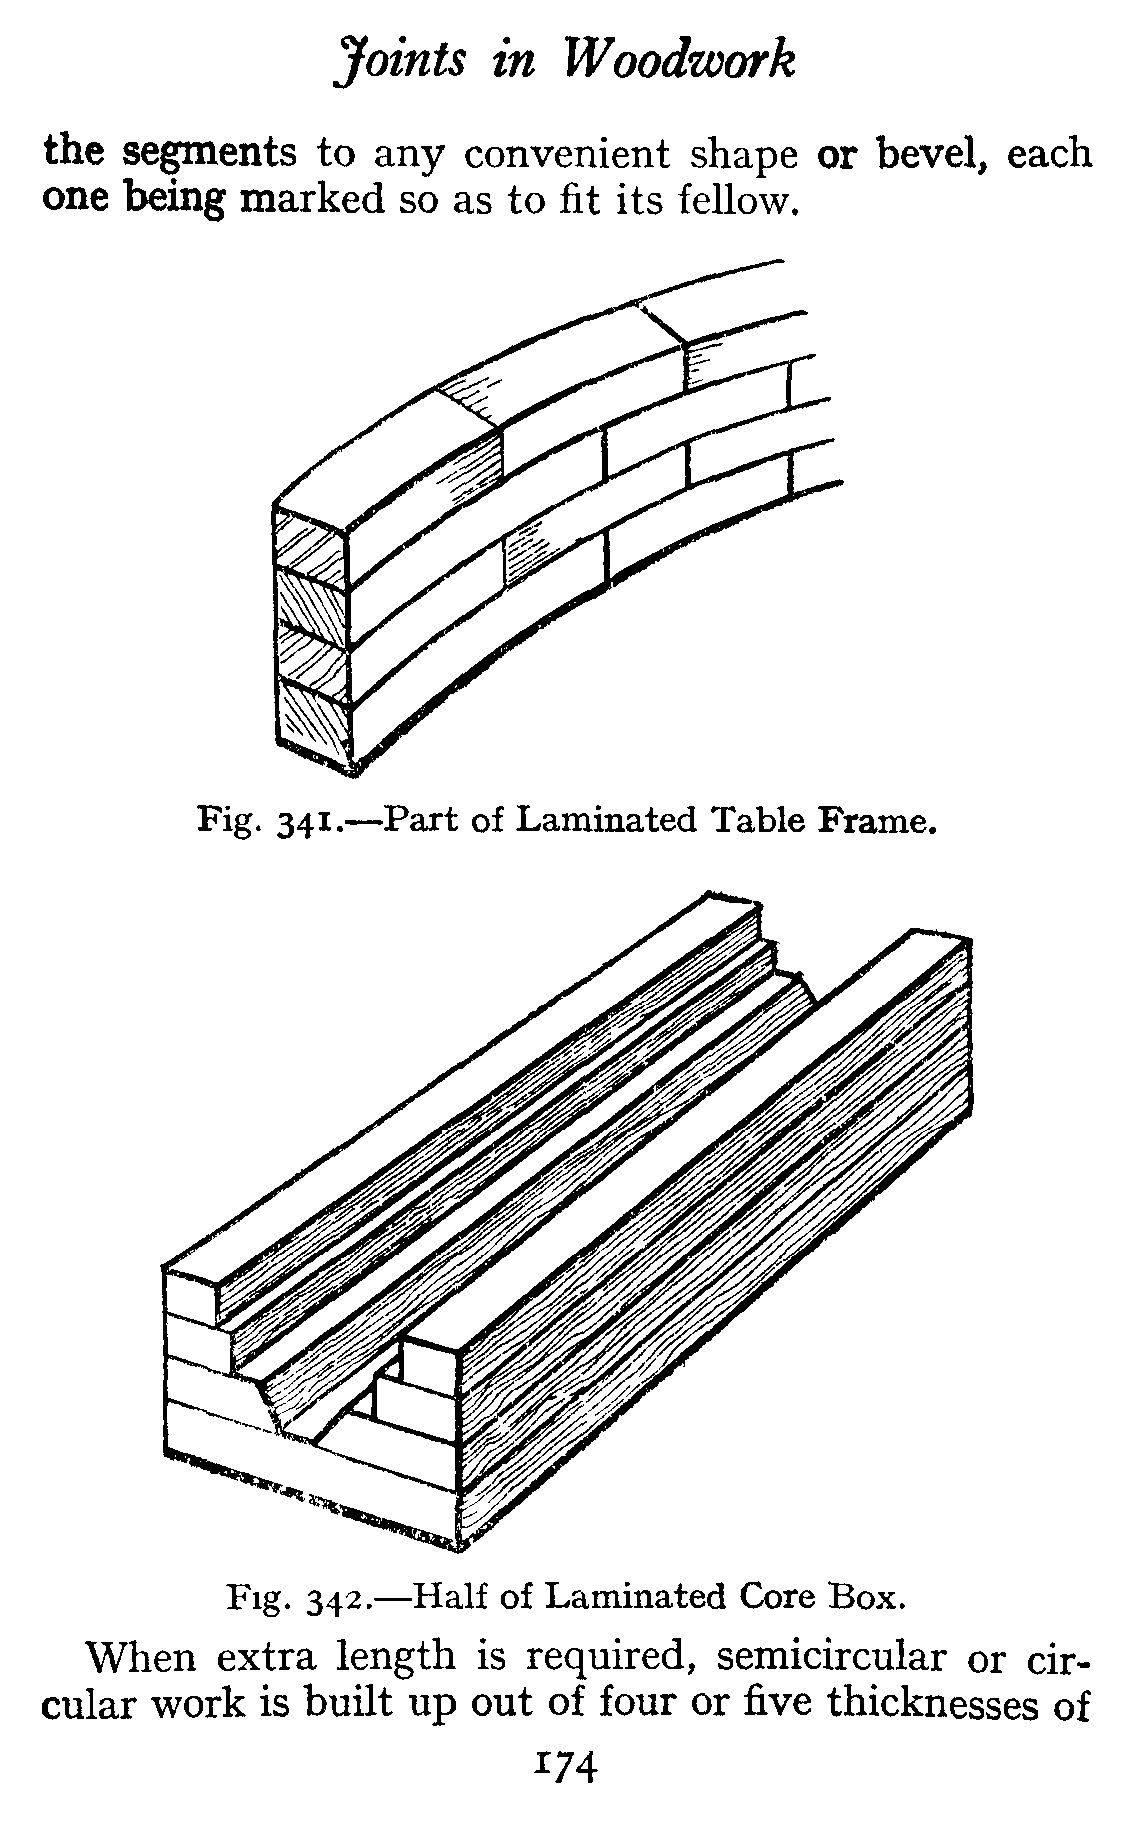 Joints in Woodwork
the segments to any convenient shape or bevel, each
one being marked so as to fit its fellow.
Fig. 341.—Part of Laminated Table Frame.
Fig. 342.—Half of Laminated Core Box.
When extra length is required, semicircular or cir-
cular work is built up out of four or five thicknesses of
174